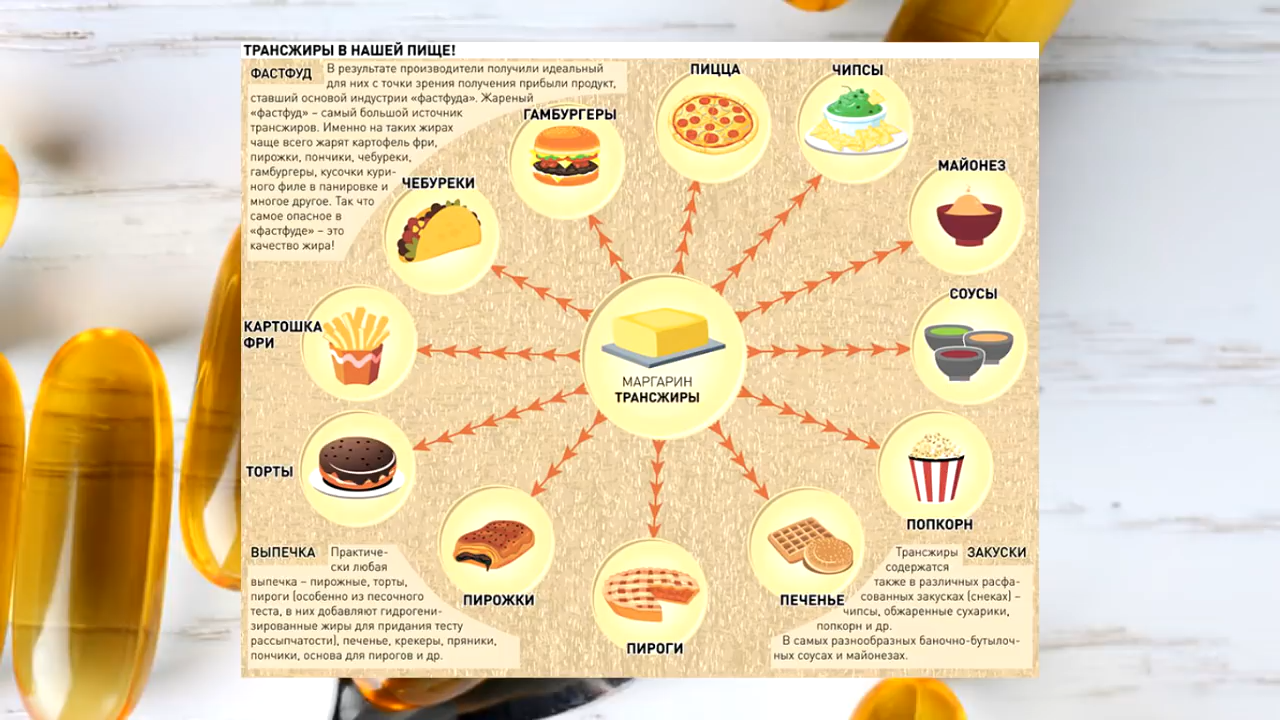 ТРАНСЖИРЫ В НАШЕЙ ПИЩЕ!
ФАСТФУД
В результате производители получили идеальный
для них с точки зрения получения прибыли продукт,
ставший основой индустрии «фастфуда». Жареный
«фастфуд» – самый большой источник
трансжиров. Именно на таких жирах
чаще всего жарят картофель фри,
пирожки, пончики, чебуреки,
гамбургеры, кусочки кури-
ного филе в панировке и
многое другое. Так что
самое опасное в
«фастфуде» – это
качество жира!
ГАМБУРГЕРЫ
ПИЦЦА
ЧИПСЫ
МАЙОНЕЗ
ЧЕБУРЕКИ
СОУСЫ
КАРТОШКА
ФРИ
МАРГАРИН
ТРАНСЖИРЫ
ТОРТЫ
ПОПКОРН
ПИРОЖКИ
ПИРОГИ
ПЕЧЕНЬЕ
ВЫПЕЧКА
Практиче-
ски любая
выпечка – пирожные, торты,
пироги (особенно из песочного
теста, в них добавляют гидрогени-
зированные жиры для придания тесту
рассыпчатости), печенье, крекеры, пряники,
пончики, основа для пирогов и др.
ЗАКУСКИ
Трансжиры
содержатся
также в различных расфа-
сованных закусках (снеках) –
чипсы, обжаренные сухарики,
попкорн и др.
В самых разнообразных баночно-бутылоч-
ных соусах и майонезах.